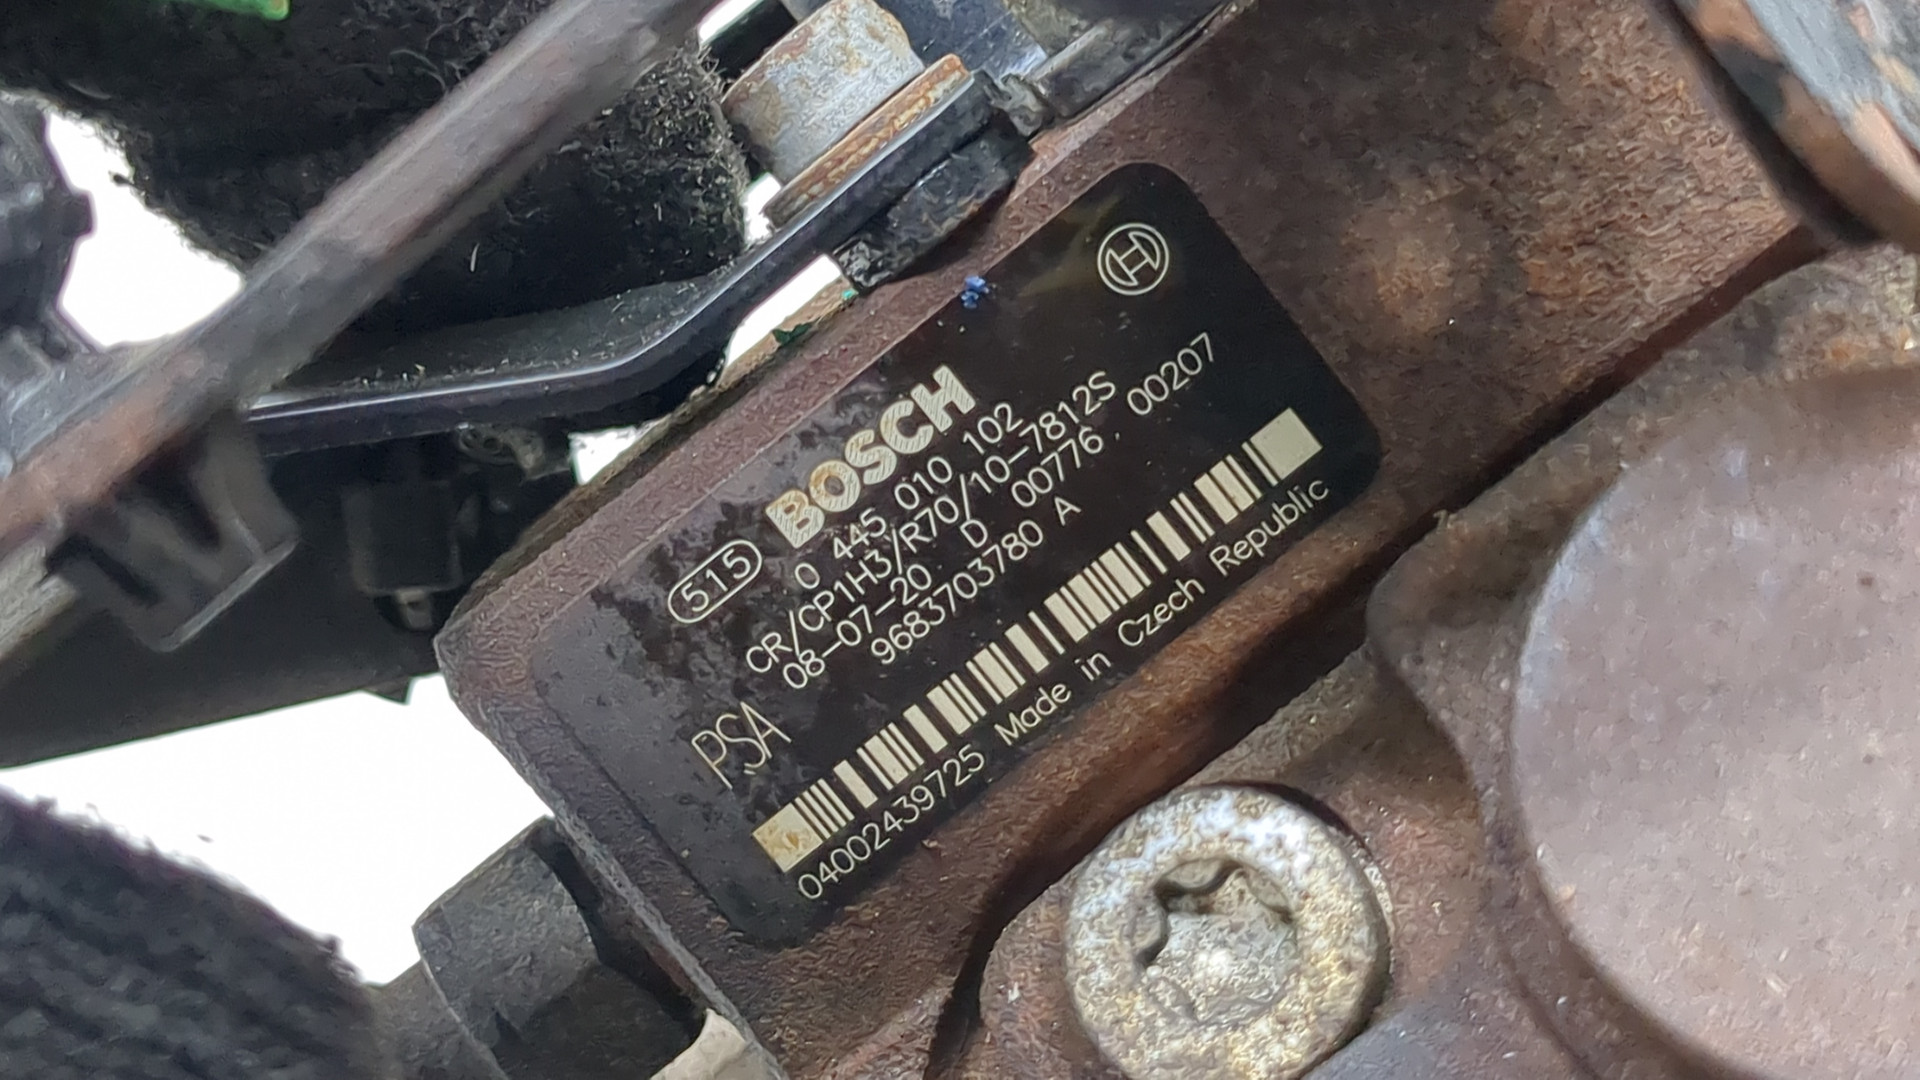 BOSCH
515
0 445 010 102
CR/CP1H3/R70/10-7812S
08-07-20 D 00776 00207
9683703780 A
PSA
04002439725 Made in Czech Republic